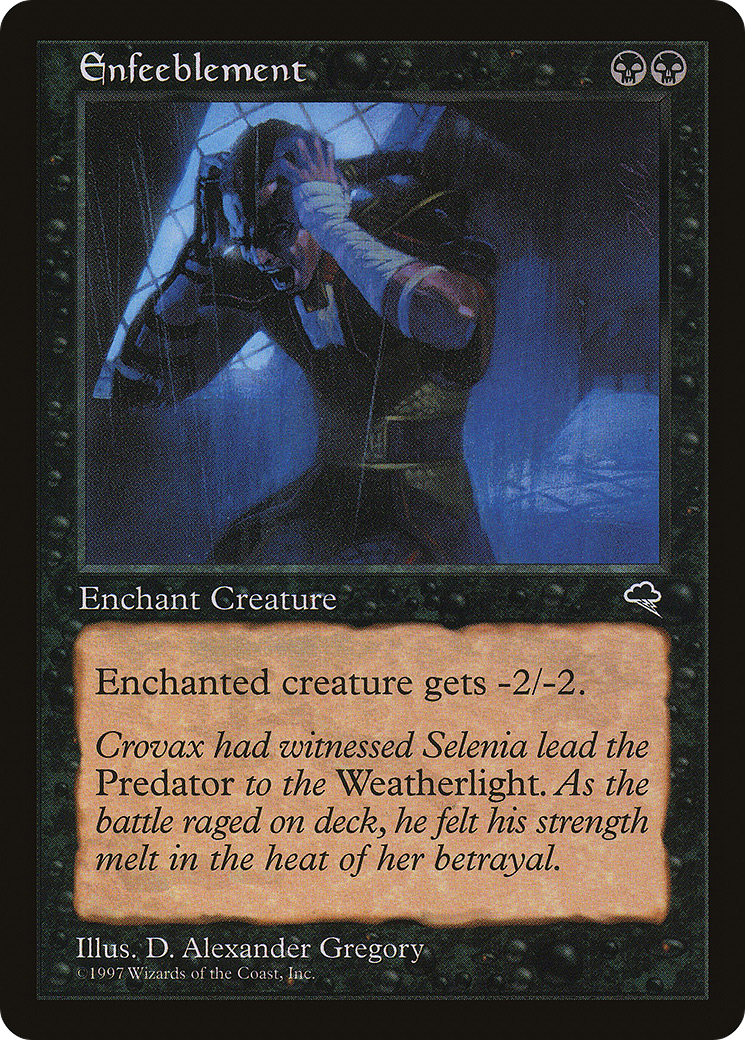 Enfeeblement
Enchant Creature
Enchanted creature gets -2/-2.
Crovax had witnessed Selenia lead the
Predator to the Weatherlight. As the
battle raged on deck, he felt his strength
melt in the heat of her betrayal.
Illus. D. Alexander Gregory
©1997 Wizards of the Coast, Inc.